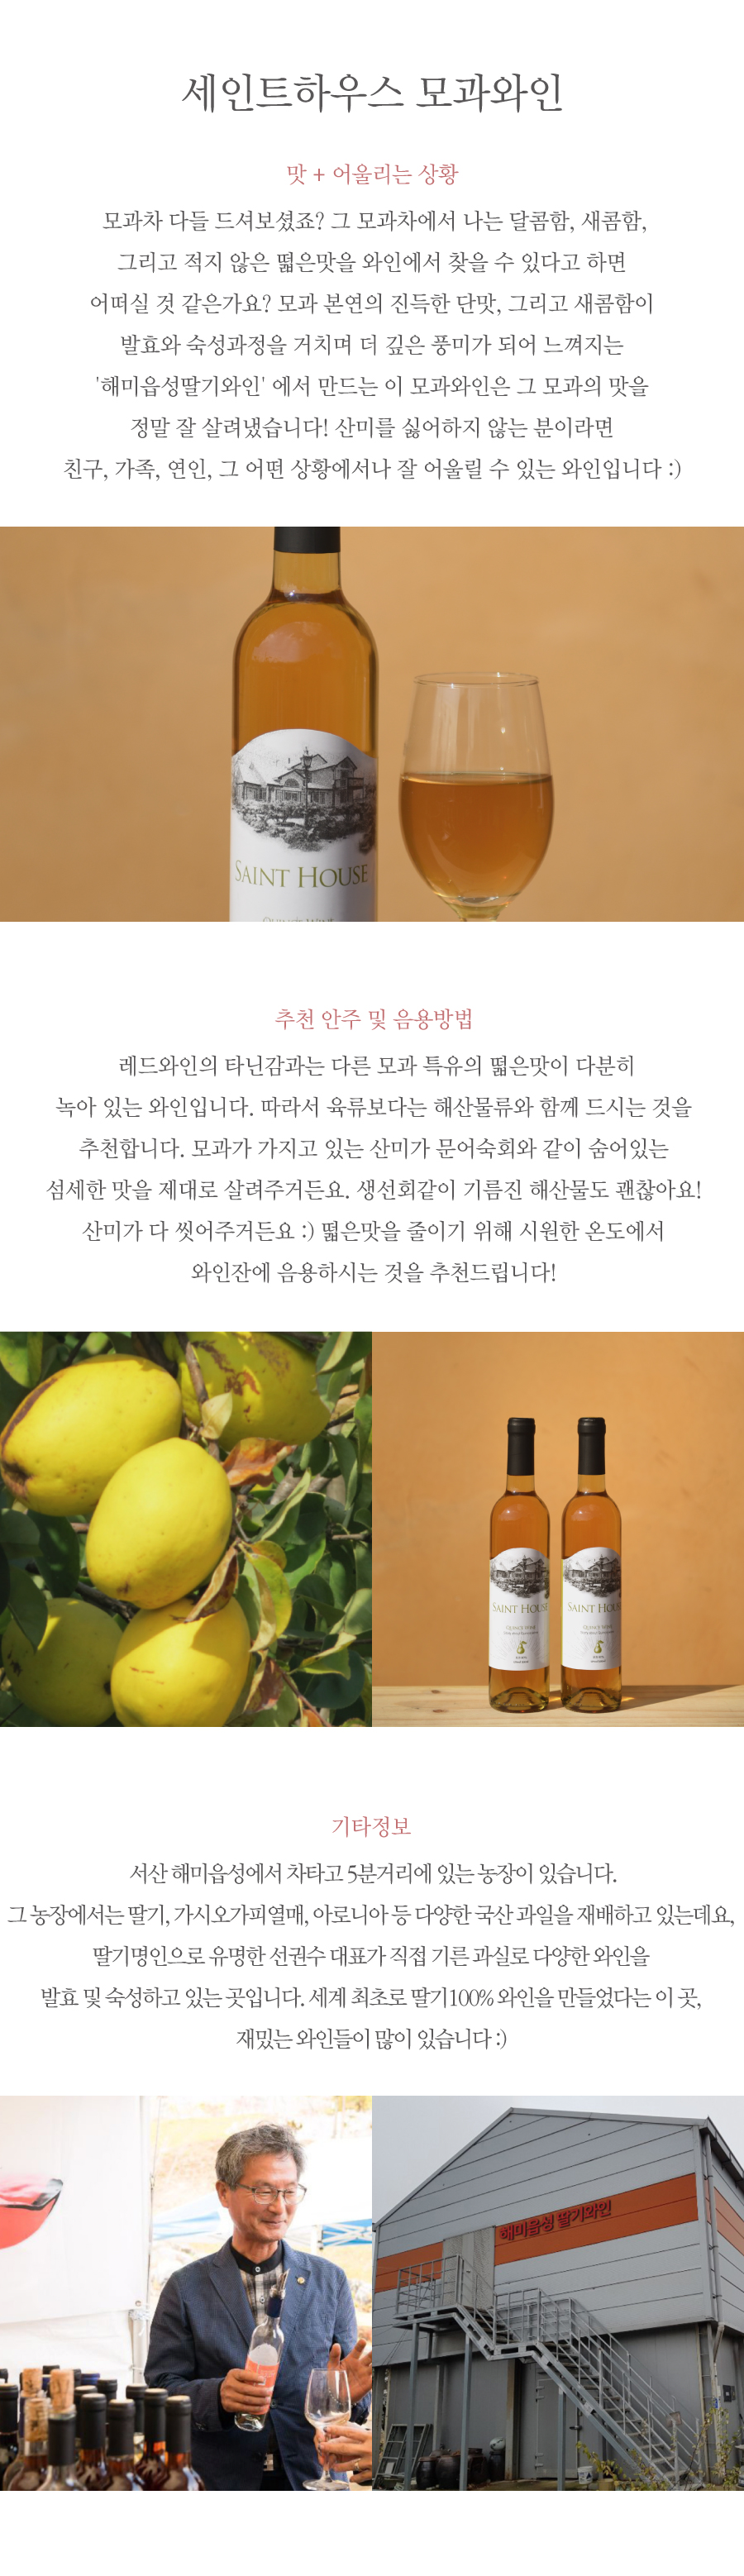 세인트하우스 모과와인
맛 + 어울리는 상황
모과차 다들 드셔보셨죠? 그 모과차에서 나는 달콤함, 새콤함,
그리고 적지 않은 떫은맛을 와인에서 찾을 수 있다고 하면
어떠실 것 같은가요? 모과 본연의 진득한 단맛, 그리고 새콤함이
발효와 숙성과정을 거치며 더 깊은 풍미가 되어 느껴지는
'해미읍성딸기와인' 에서 만드는 이 모과와인은 그 모과의 맛을
정말 잘 살려냈습니다! 산미를 싫어하지 않는 분이라면
친구, 가족, 연인, 그 어떤 상황에서나 잘 어울릴 수 있는 와인입니다 :)
SAINT HOUSE
추천 안주 및 음용방법
레드와인의 타닌감과는 다른 모과 특유의 떫은맛이 다분히
녹아 있는 와인입니다. 따라서 육류보다는 해산물류와 함께 드시는 것을
추천합니다. 모과가 가지고 있는 산미가 문어숙회와 같이 숨어있는
섬세한 맛을 제대로 살려주거든요. 생선회같이 기름진 해산물도 괜찮아요!
산미가 다 씻어주거든요 :) 떫은맛을 줄이기 위해 시원한 온도에서
와인잔에 음용하시는 것을 추천드립니다!
SAINT HOUSE
QUINCE WINE
SAINT HOUSE
QUINCE WINE
기타정보
서산 해미읍성에서 차타고 5분거리에 있는 농장이 있습니다.
그 농장에서는 딸기, 가시오가피열매, 아로니아 등 다양한 국산 과일을 재배하고 있는데요,
딸기명인으로 유명한 선권수 대표가 직접 기른 과실로 다양한 와인을
발효 및 숙성하고 있는 곳입니다. 세계 최초로 딸기100% 와인을 만들었다는 이 곳,
재밌는 와인들이 많이 있습니다 :)
해미읍성 딸기와인